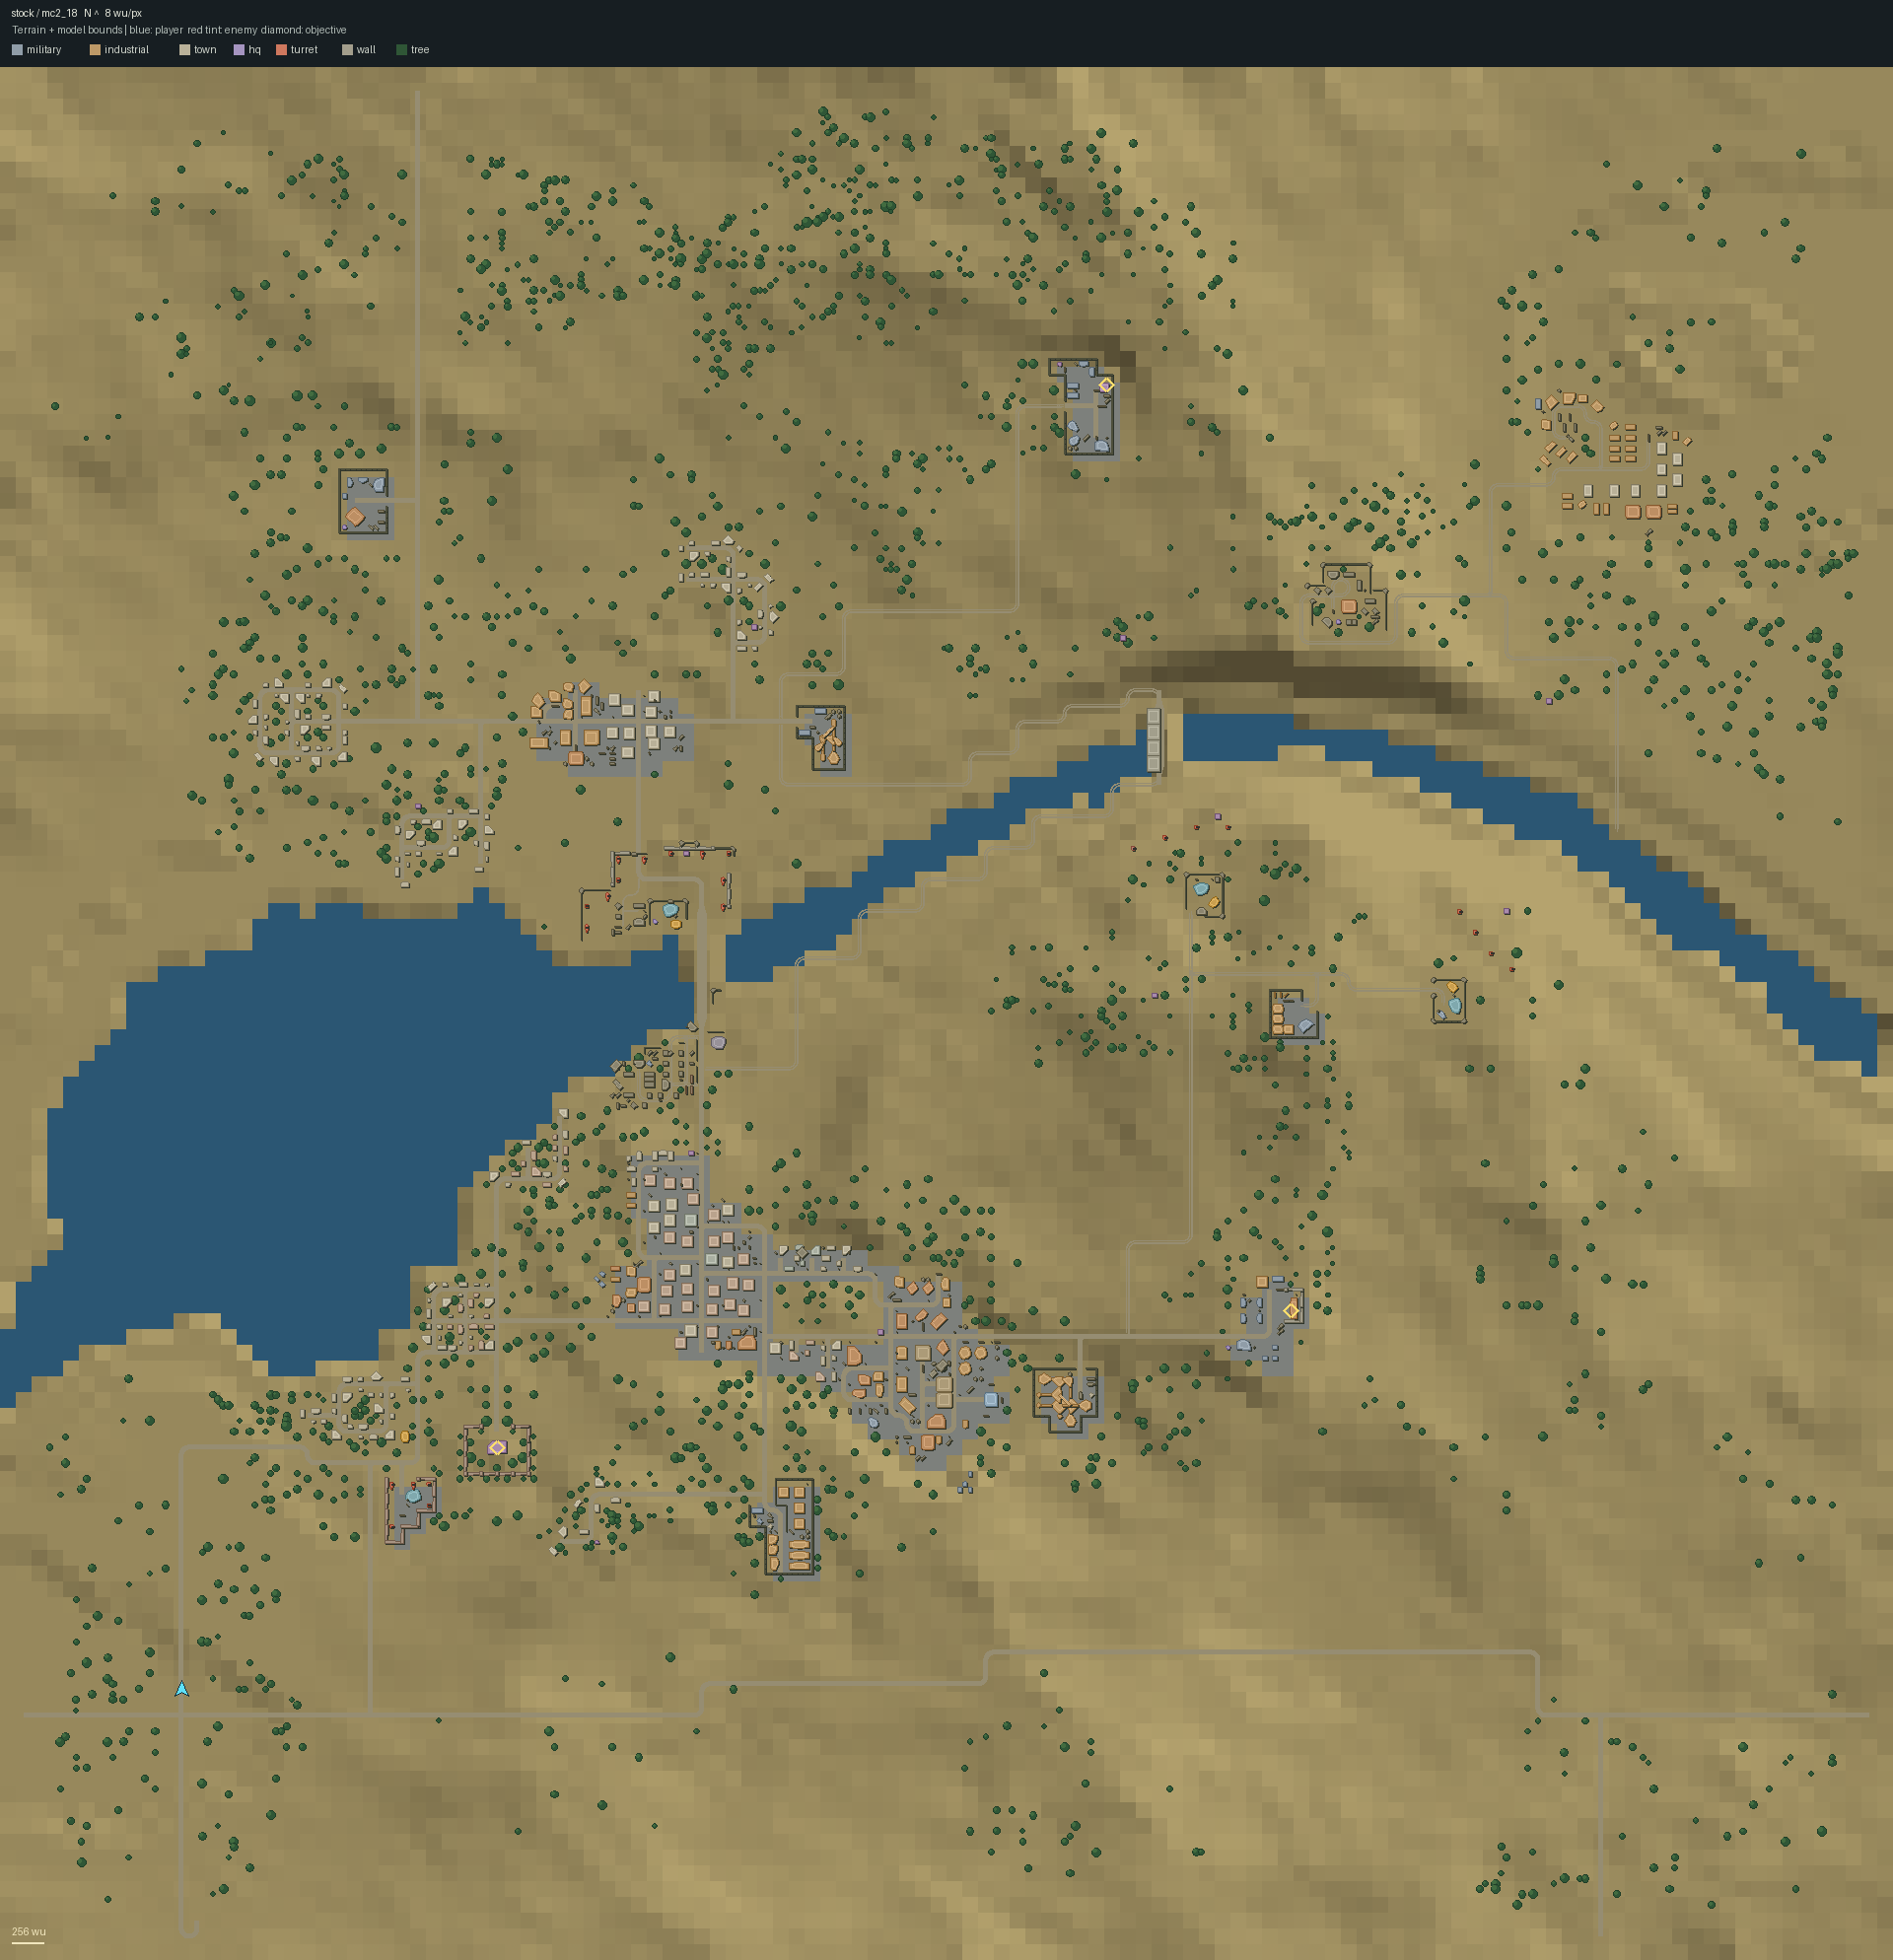 stock / mc2_18 N ^ 8 wu/px
Terrain + model bounds | blue: player red tint: enemy diamond: objective
military industrial town hq turret wall tree
256 wu